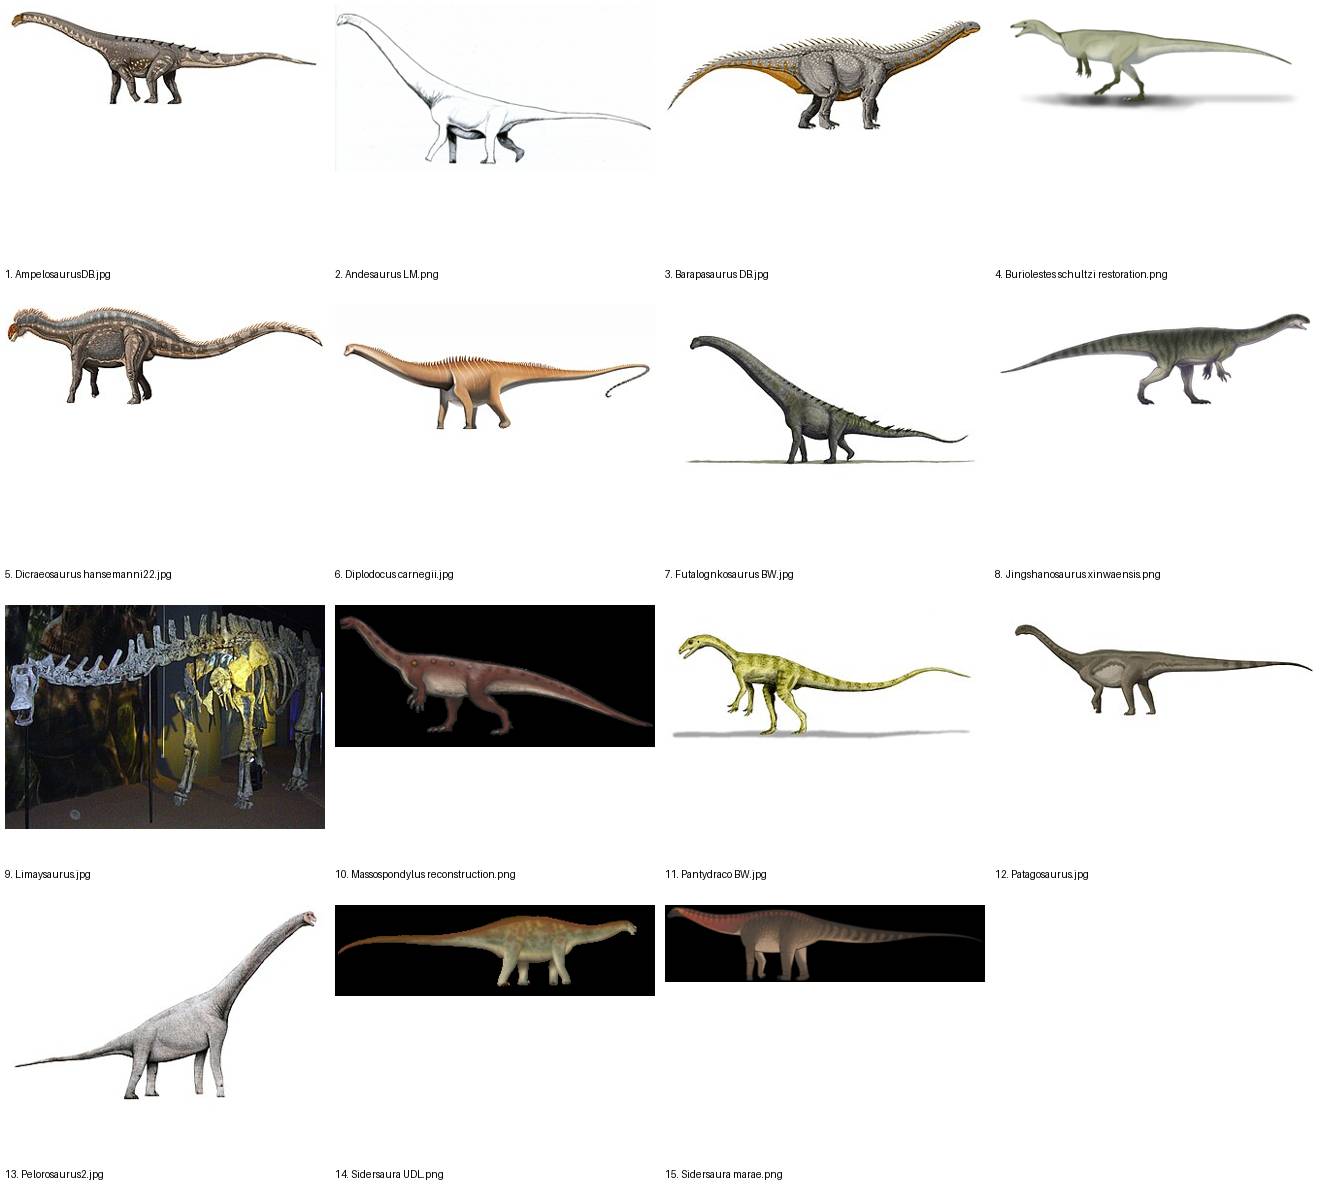 1. AmpelosaurusDB.jpg
2. Andesaurus LM.png
3. Barapasaurus DB.jpg
4. Buriolestes schultzi restoration.png
5. Dicraeosaurus hansemanni22.jpg
6. Diplodocus carnegii.jpg
7. Futalognkosaurus BW.jpg
8. Jingshanosaurus xinwaensis.png
9. Limaysaurus.jpg
10. Massospondylus reconstruction.png
11. Pantydraco BW.jpg
12. Patagosaurus.jpg
13. Pelorosaurus2.jpg
14. Sidersaura UDL.png
15. Sidersaura marae.png